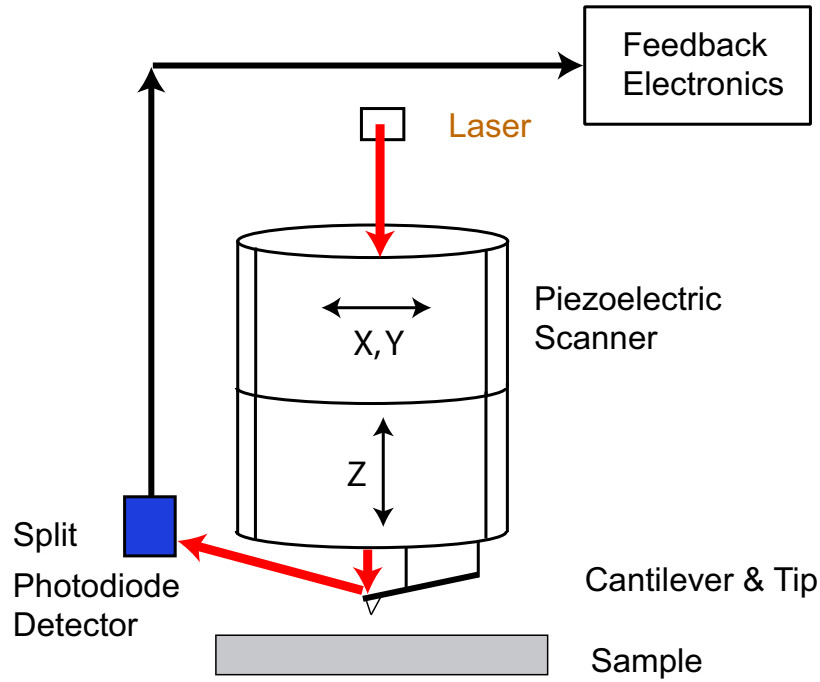 Feedback
Electronics
Laser
Piezoelectric
Scanner
X, Y
Z
Split
Photodiode
Detector
Cantilever & Tip
Sample